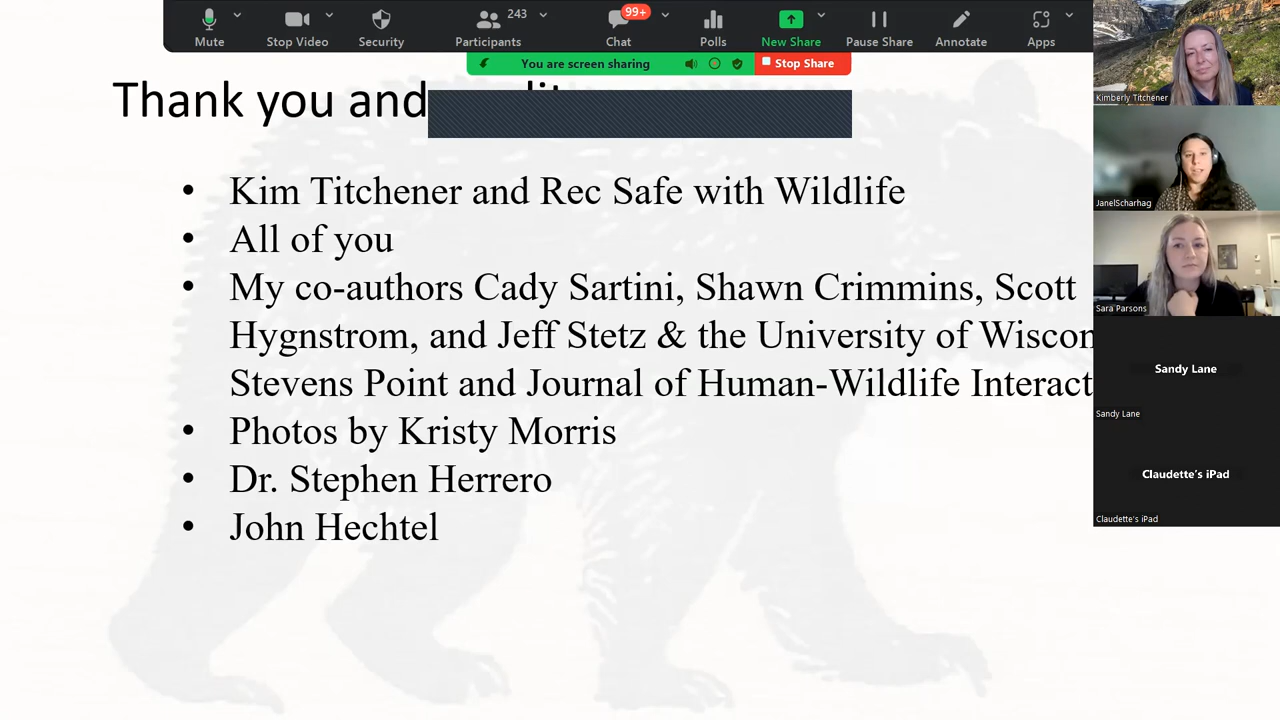 243
99+
Mute
Stop Video
Security
Participants
Chat
Polls
New Share
Pause Share
Annotate
Apps
You are screen sharing
Stop Share
Thank you and
• Kim Titchener and Rec Safe with Wildlife
• All of you
• My co-authors Cady Sartini, Shawn Crimmins, Scott
Hygnstrom, and Jeff Stetz & the University of Wiscon
Stevens Point and Journal of Human-Wildlife Interact
• Photos by Kristy Morris
• Dr. Stephen Herrero
• John Hechtel
Kimberly Titchener
JanelScharhag
Sara Parsons
Sandy Lane
Sandy Lane
Claudette's iPad
Claudette's iPad